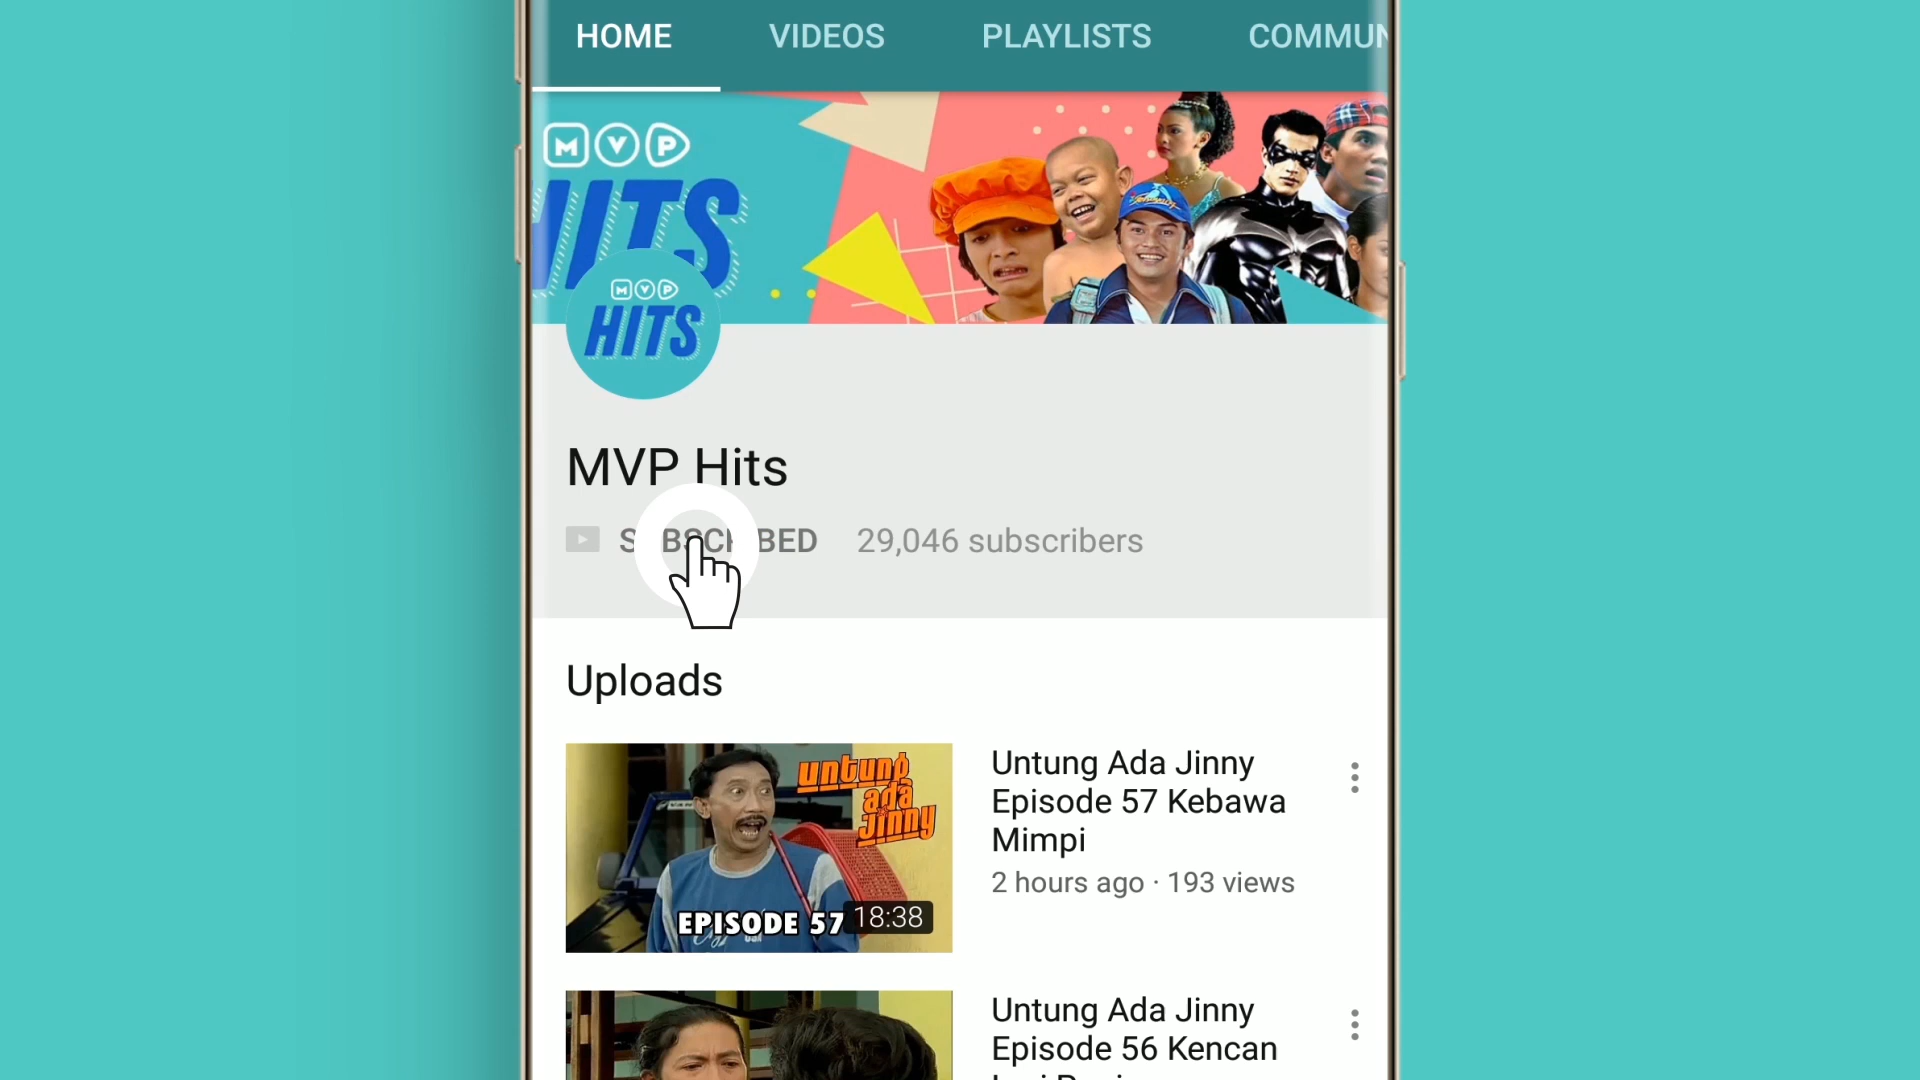 HOME VIDEOS PLAYLISTS COMMUN
MVP
HITS
MVP
HITS
MVP Hits
SUBSCRIBED 29,046 subscribers
Uploads
untung
ada
jinny
EPISODE 57 18:38
Untung Ada Jinny
Episode 57 Kebawa
Mimpi
2 hours ago · 193 views
Untung Ada Jinny
Episode 56 Kencan